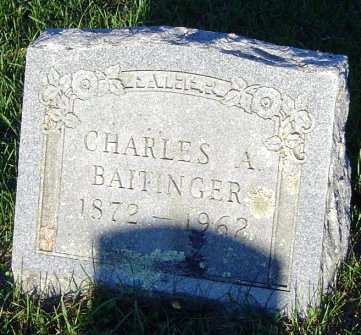 FATHER
CHARLES A.
BAITINGER
1872 – 1962